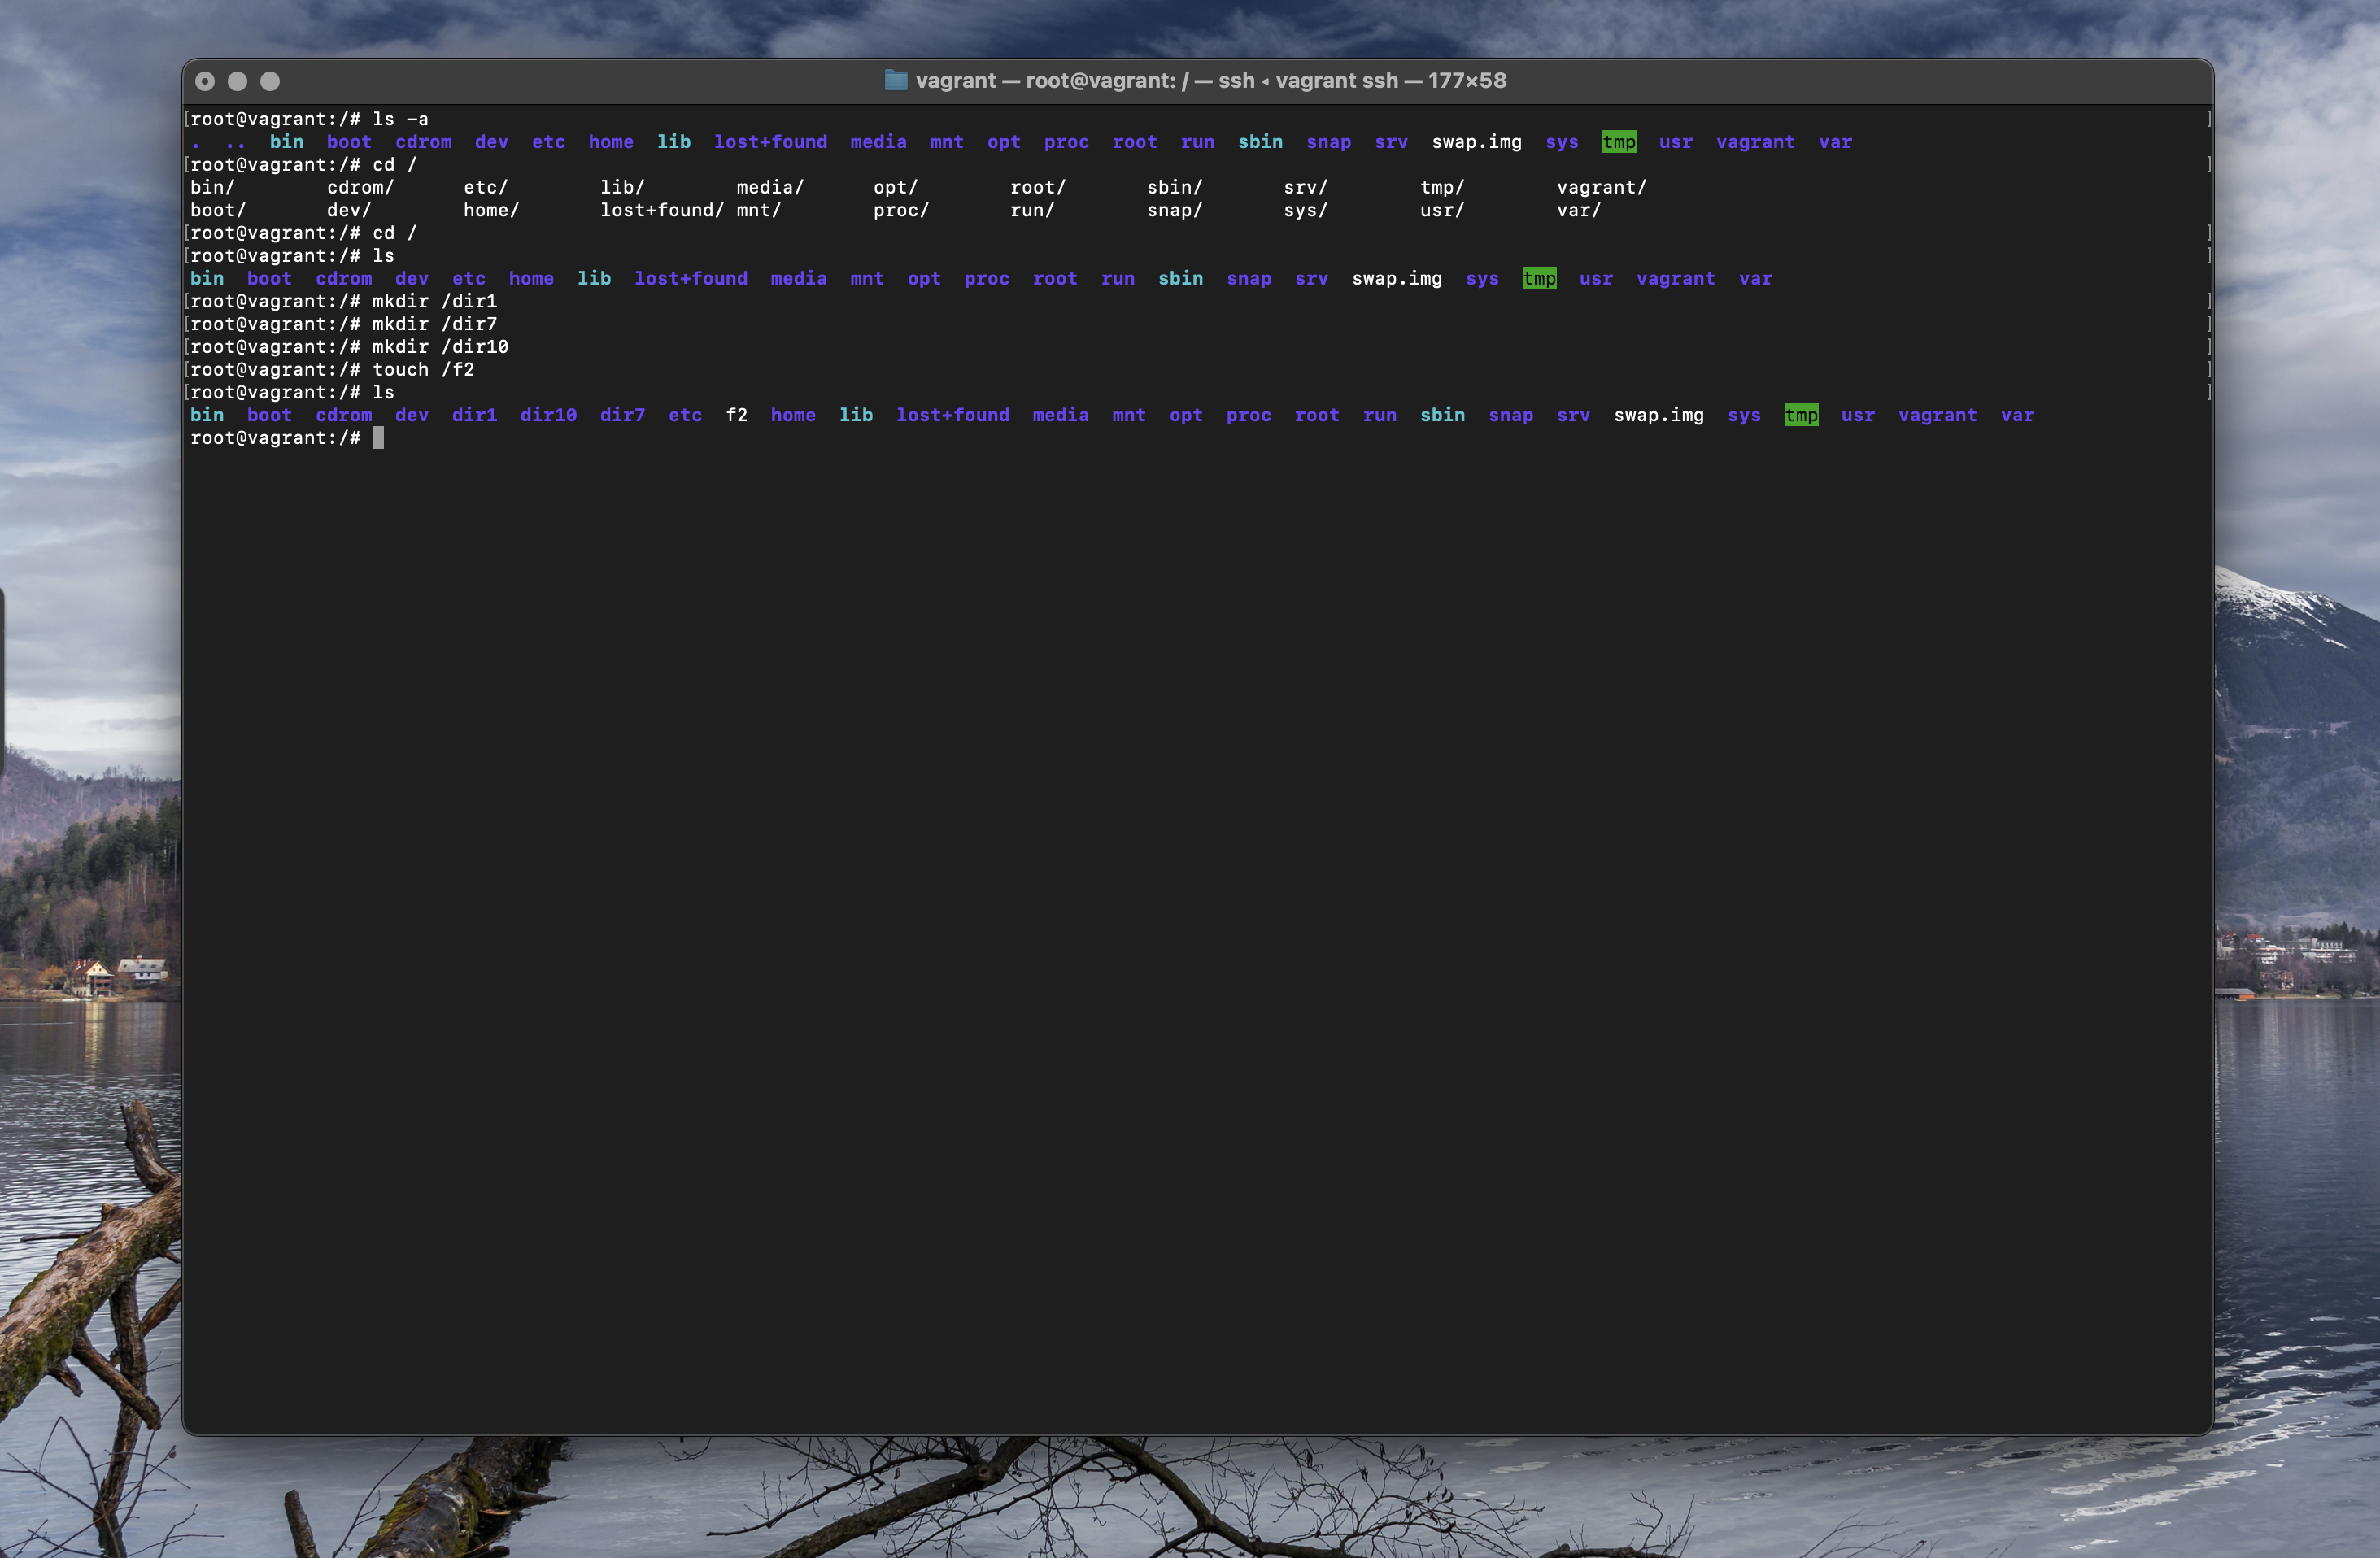 vagrant — root@vagrant: / — ssh ◂ vagrant ssh — 177×58
[root@vagrant:/# ls -a ]
. .. bin boot cdrom dev etc home lib lost+found media mnt opt proc root run sbin snap srv swap.img sys tmp usr vagrant var
[root@vagrant:/# cd / ]
bin/ cdrom/ etc/ lib/ media/ opt/ root/ sbin/ srv/ tmp/ vagrant/
boot/ dev/ home/ lost+found/ mnt/ proc/ run/ snap/ sys/ usr/ var/
[root@vagrant:/# cd / ]
[root@vagrant:/# ls ]
bin boot cdrom dev etc home lib lost+found media mnt opt proc root run sbin snap srv swap.img sys tmp usr vagrant var
[root@vagrant:/# mkdir /dir1 ]
[root@vagrant:/# mkdir /dir7 ]
[root@vagrant:/# mkdir /dir10 ]
[root@vagrant:/# touch /f2 ]
[root@vagrant:/# ls ]
bin boot cdrom dev dir1 dir10 dir7 etc f2 home lib lost+found media mnt opt proc root run sbin snap srv swap.img sys tmp usr vagrant var
root@vagrant:/#